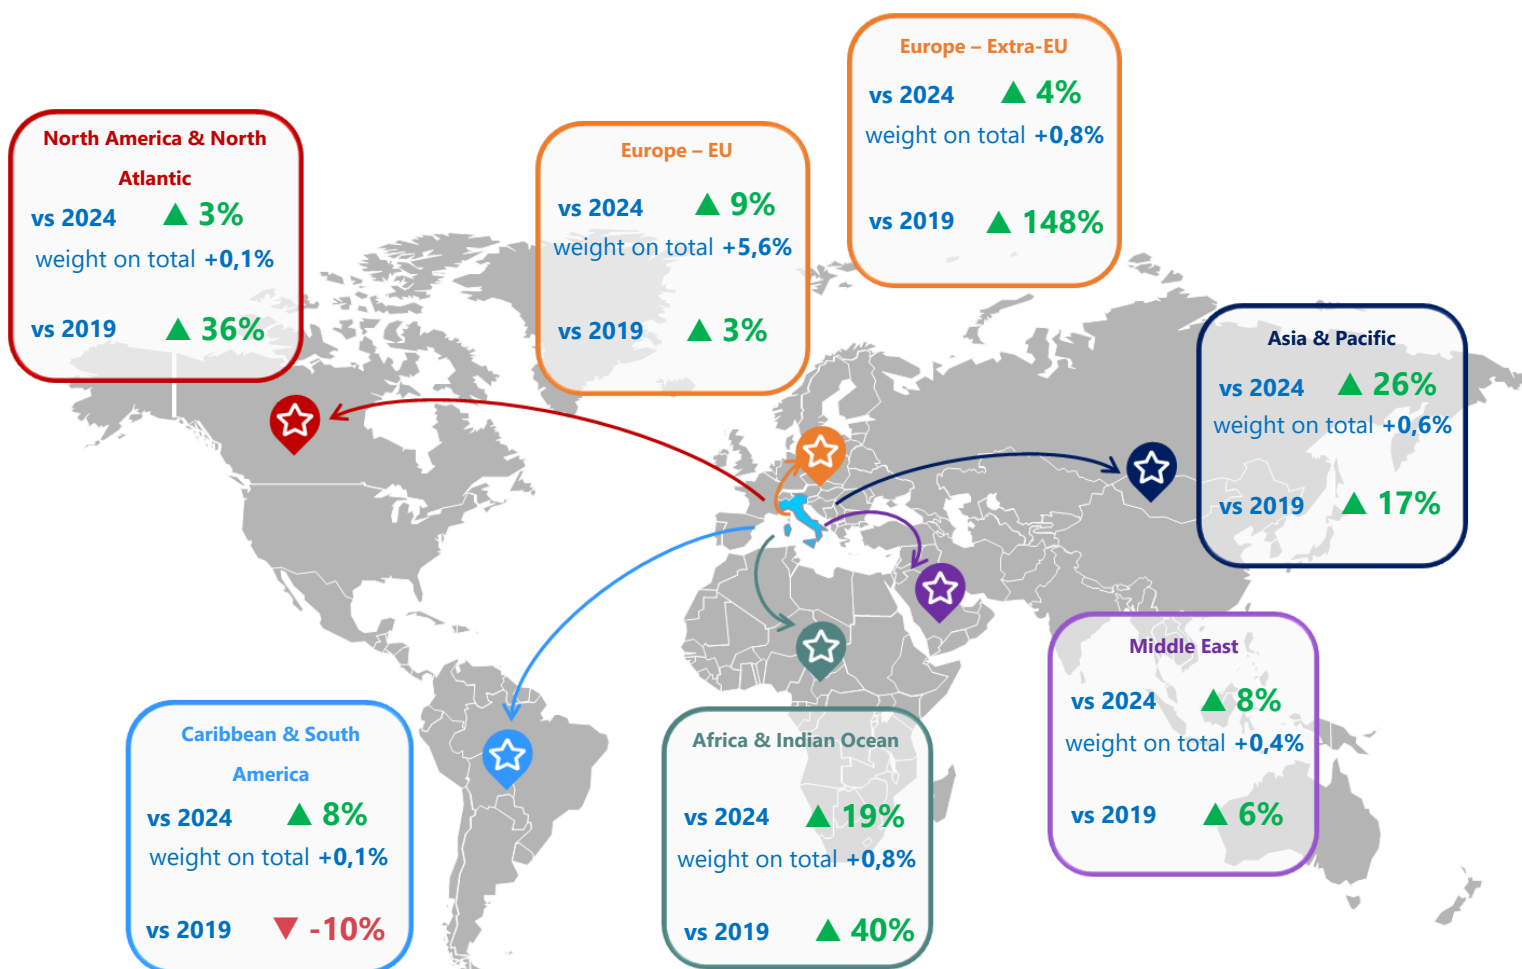 Europe – Extra-EU
vs 2024 ▲ 4%
weight on total +0,8%
vs 2019 ▲ 148%
North America & North
Atlantic
vs 2024 ▲ 3%
weight on total +0,1%
vs 2019 ▲ 36%
Europe – EU
vs 2024 ▲ 9%
weight on total +5,6%
vs 2019 ▲ 3%
Asia & Pacific
vs 2024 ▲ 26%
weight on total +0,6%
vs 2019 ▲ 17%
Middle East
vs 2024 ▲ 8%
weight on total +0,4%
vs 2019 ▲ 6%
Caribbean & South
America
vs 2024 ▲ 8%
weight on total +0,1%
vs 2019 ▼ -10%
Africa & Indian Ocean
vs 2024 ▲ 19%
weight on total +0,8%
vs 2019 ▲ 40%